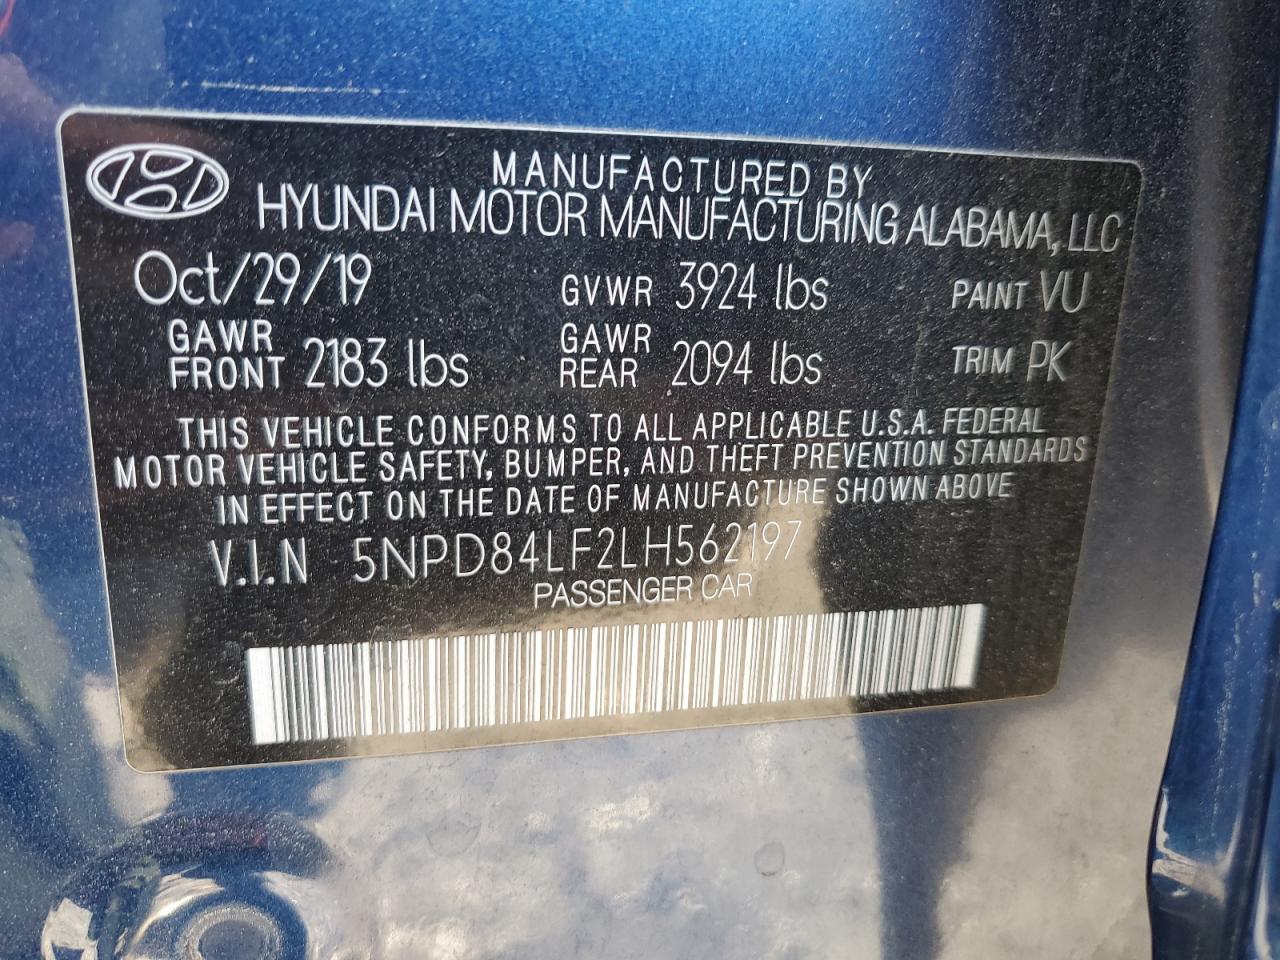 MANUFACTURED BY
HYUNDAI MOTOR MANUFACTURING ALABAMA, LLC
Oct/29/19 GVWR 3924 lbs PAINT VU
GAWR FRONT 2183 lbs GAWR REAR 2094 lbs TRIM PK
THIS VEHICLE CONFORMS TO ALL APPLICABLE U.S.A. FEDERAL
MOTOR VEHICLE SAFETY, BUMPER, AND THEFT PREVENTION STANDARDS
IN EFFECT ON THE DATE OF MANUFACTURE SHOWN ABOVE
V.I.N 5NPD84LF2LH562197
PASSENGER CAR